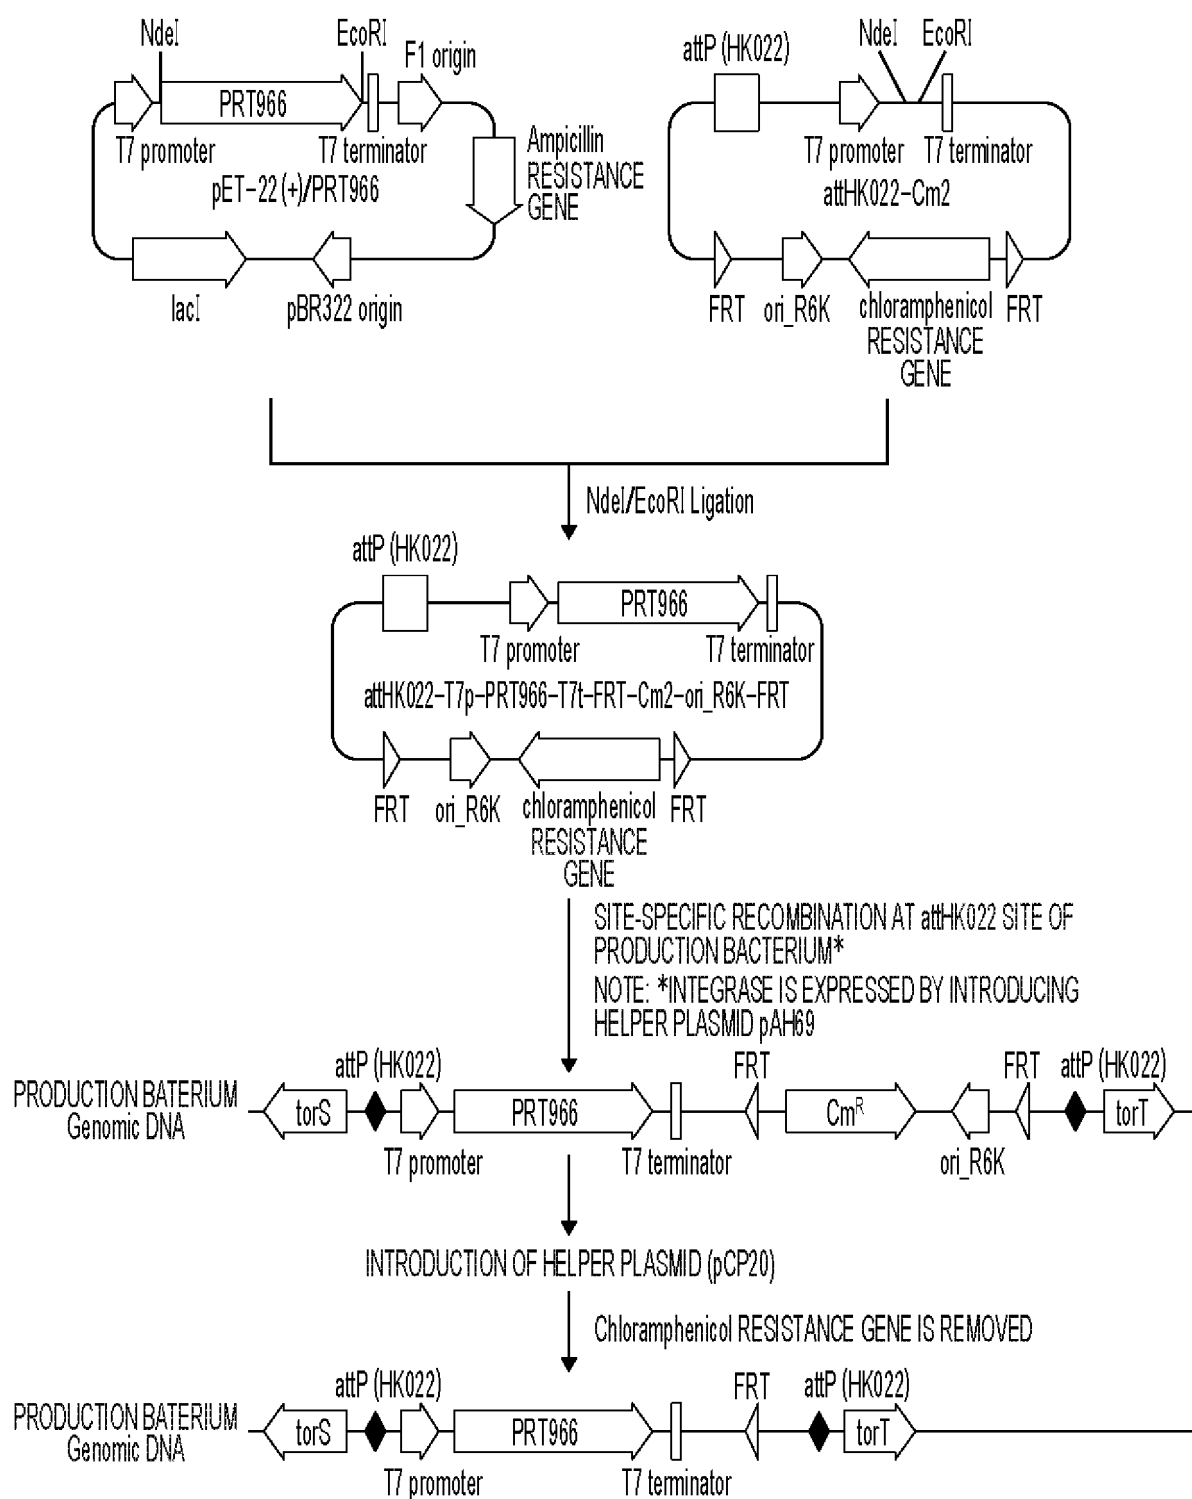 NdeI
EcoRI
F1 origin
PRT966
T7 promoter
T7 terminator
pET-22 (+)/PRT966
Ampicillin
RESISTANCE
GENE
lacI
pBR322 origin
attP (HK022)
NdeI
EcoRI
T7 promoter
T7 terminator
attHK022-Cm2
FRT
ori_R6K
chloramphenicol
RESISTANCE
GENE
FRT
NdeI/EcoRI Ligation
attP (HK022)
PRT966
T7 promoter
T7 terminator
attHK022-T7p-PRT966-T7t-FRT-Cm2-ori_R6K-FRT
FRT
ori_R6K
chloramphenicol
RESISTANCE
GENE
FRT
SITE-SPECIFIC RECOMBINATION AT attHK022 SITE OF
PRODUCTION BACTERIUM*
NOTE: *INTEGRASE IS EXPRESSED BY INTRODUCING
HELPER PLASMID pAH69
PRODUCTION BATERIUM
Genomic DNA
torS
attP (HK022)
T7 promoter
PRT966
T7 terminator
FRT
CmR
ori_R6K
FRT
attP (HK022)
torT
INTRODUCTION OF HELPER PLASMID (pCP20)
Chloramphenicol RESISTANCE GENE IS REMOVED
PRODUCTION BATERIUM
Genomic DNA
torS
attP (HK022)
T7 promoter
PRT966
T7 terminator
FRT
attP (HK022)
torT